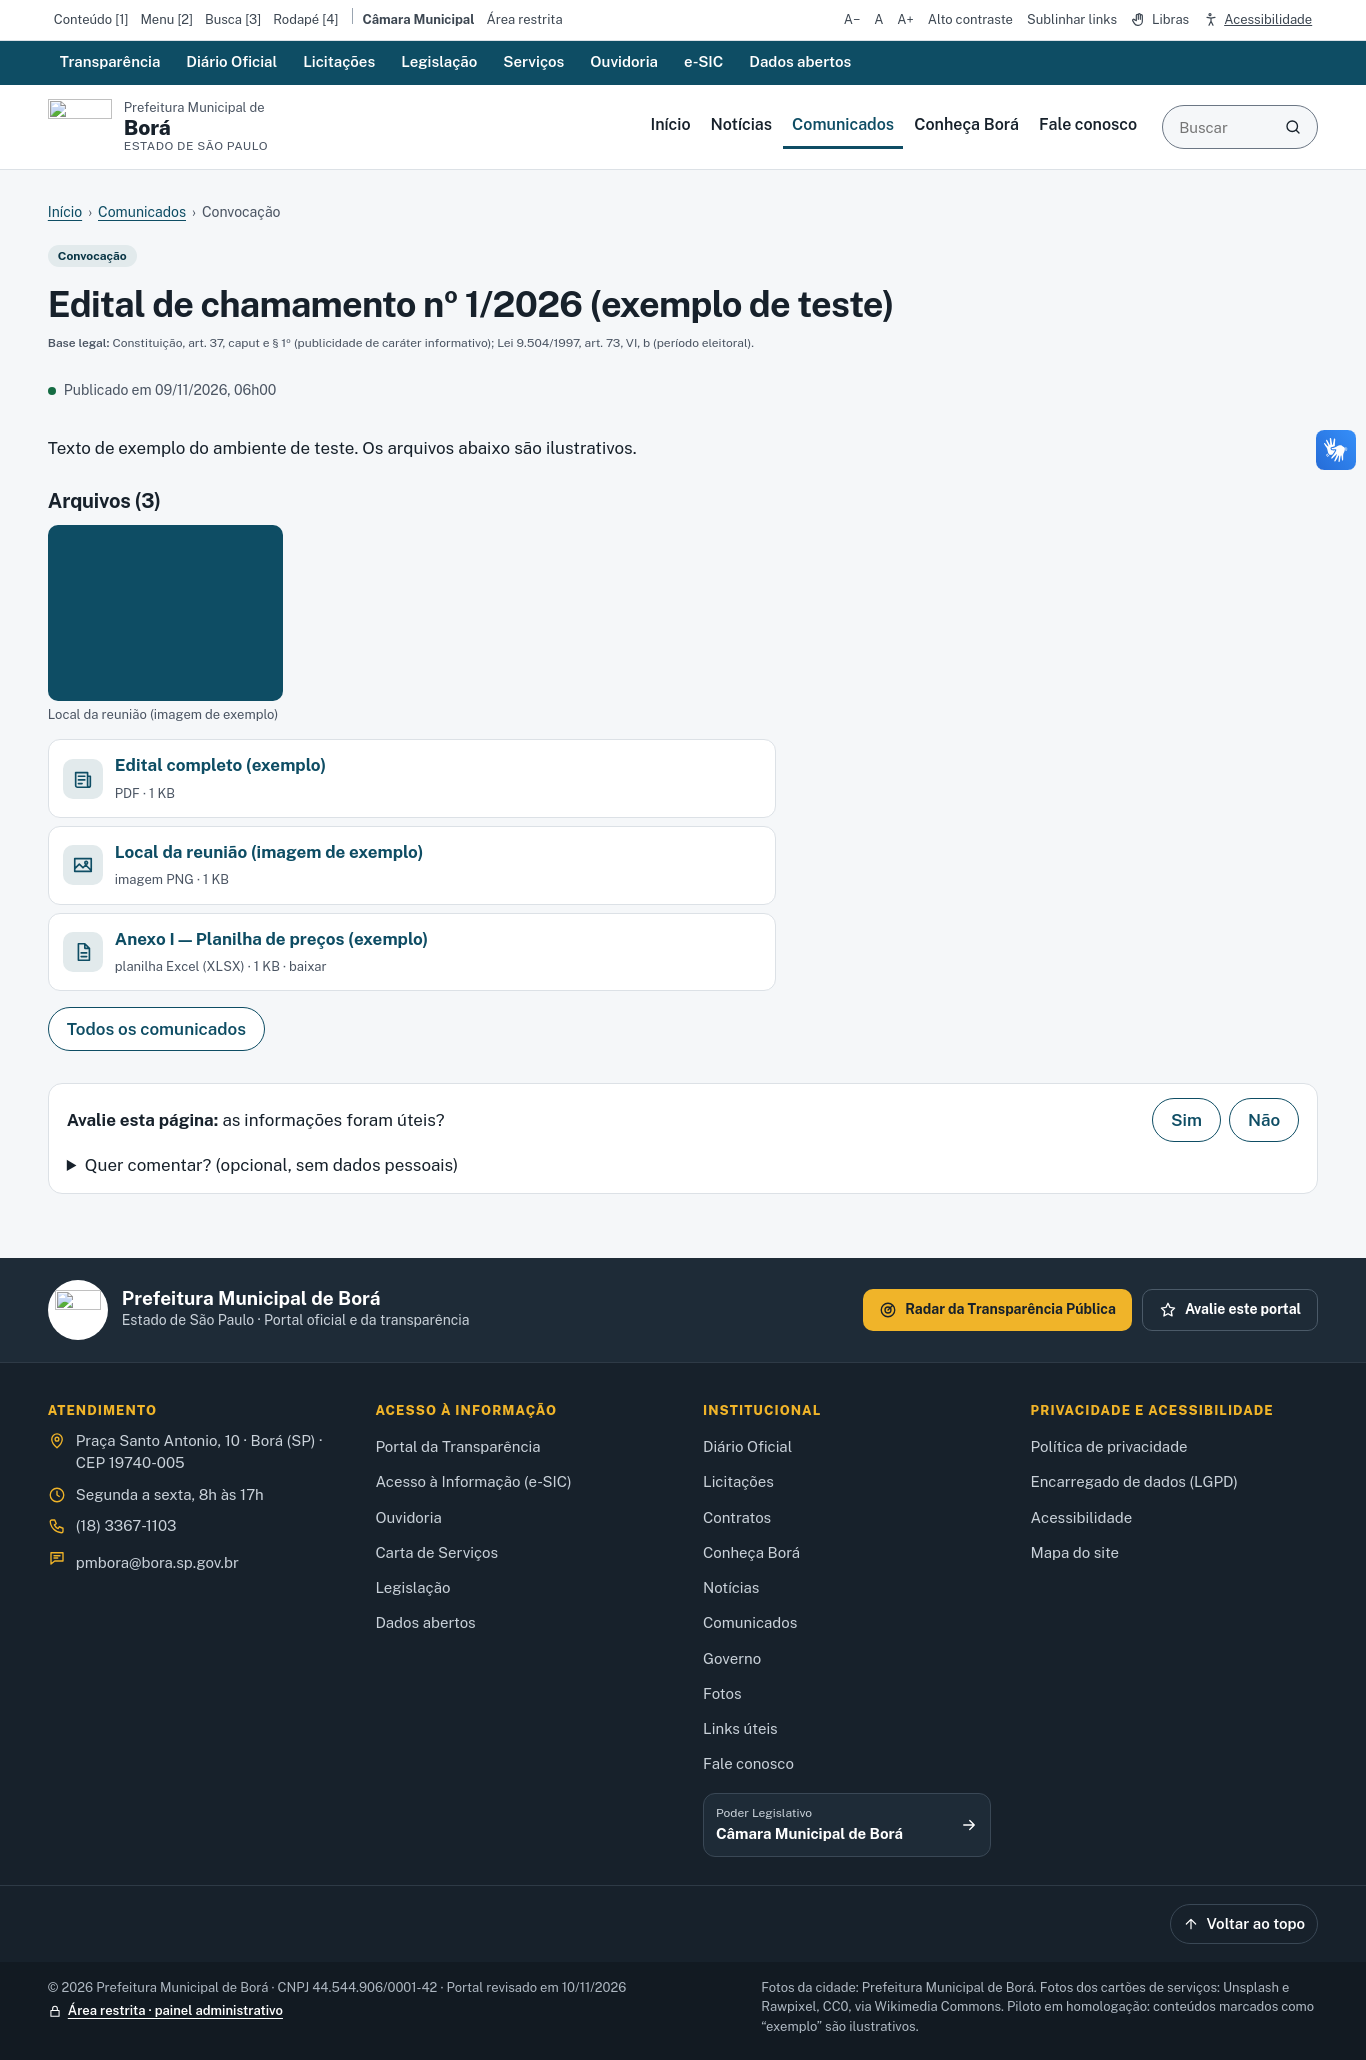 Conteúdo [1] Menu [2] Busca [3] Rodapé [4] Câmara Municipal Área restrita A− A A+ Alto contraste Sublinhar links Libras Acessibilidade
Transparência Diário Oficial Licitações Legislação Serviços Ouvidoria e-SIC Dados abertos
Prefeitura Municipal de
Borá
ESTADO DE SÃO PAULO
Início Notícias Comunicados Conheça Borá Fale conosco Buscar
Início › Comunicados › Convocação
Convocação
Edital de chamamento nº 1/2026 (exemplo de teste)
Base legal: Constituição, art. 37, caput e § 1º (publicidade de caráter informativo); Lei 9.504/1997, art. 73, VI, b (período eleitoral).
Publicado em 09/11/2026, 06h00
Texto de exemplo do ambiente de teste. Os arquivos abaixo são ilustrativos.
Arquivos (3)
Local da reunião (imagem de exemplo)
Edital completo (exemplo)
PDF · 1 KB
Local da reunião (imagem de exemplo)
imagem PNG · 1 KB
Anexo I — Planilha de preços (exemplo)
planilha Excel (XLSX) · 1 KB · baixar
Todos os comunicados
Avalie esta página: as informações foram úteis? Sim Não
Quer comentar? (opcional, sem dados pessoais)
Prefeitura Municipal de Borá
Estado de São Paulo · Portal oficial e da transparência
Radar da Transparência Pública Avalie este portal
ATENDIMENTO
Praça Santo Antonio, 10 · Borá (SP) ·
CEP 19740-005
Segunda a sexta, 8h às 17h
(18) 3367-1103
pmbora@bora.sp.gov.br
ACESSO À INFORMAÇÃO
Portal da Transparência
Acesso à Informação (e-SIC)
Ouvidoria
Carta de Serviços
Legislação
Dados abertos
INSTITUCIONAL
Diário Oficial
Licitações
Contratos
Conheça Borá
Notícias
Comunicados
Governo
Fotos
Links úteis
Fale conosco
Poder Legislativo
Câmara Municipal de Borá
PRIVACIDADE E ACESSIBILIDADE
Política de privacidade
Encarregado de dados (LGPD)
Acessibilidade
Mapa do site
Voltar ao topo
© 2026 Prefeitura Municipal de Borá · CNPJ 44.544.906/0001-42 · Portal revisado em 10/11/2026
Área restrita · painel administrativo
Fotos da cidade: Prefeitura Municipal de Borá. Fotos dos cartões de serviços: Unsplash e
Rawpixel, CC0, via Wikimedia Commons. Piloto em homologação: conteúdos marcados como
“exemplo” são ilustrativos.